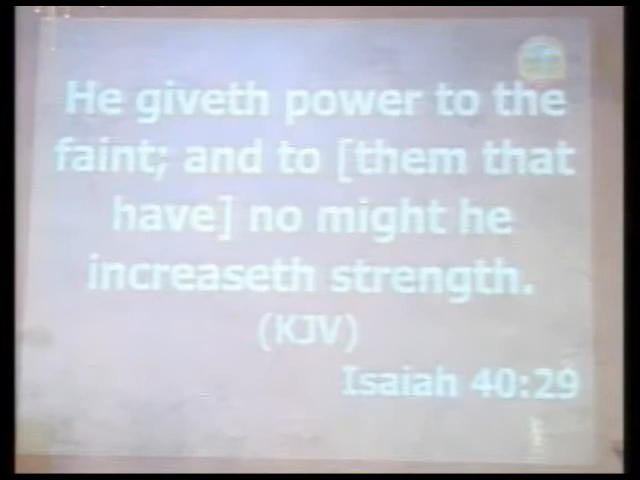 He giveth power to the
faint; and to [them that
have] no might he
increaseth strength.
(KJV)
Isaiah 40:29